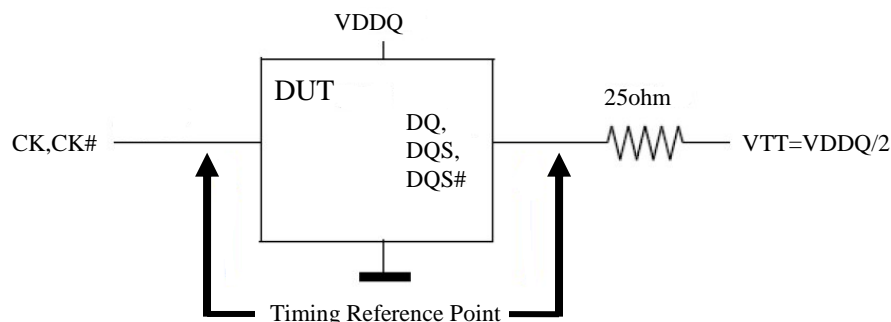 VDDQ
DUT
25ohm
CK,CK#
DQ,
DQS,
DQS#
VTT=VDDQ/2
Timing Reference Point